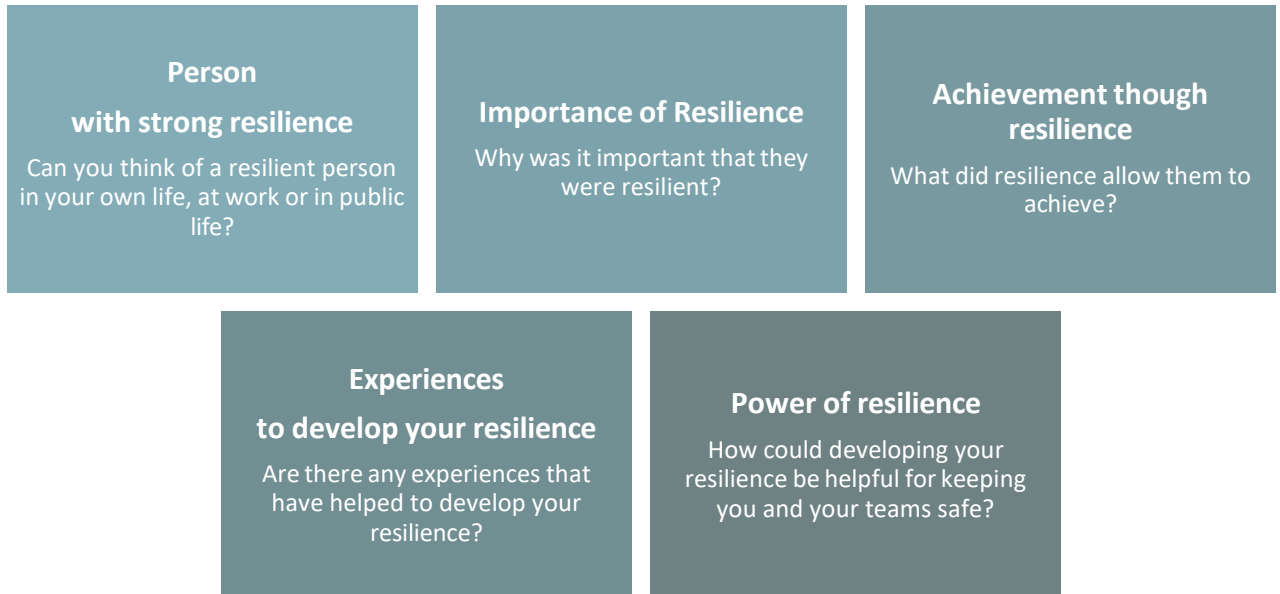 Person
with strong resilience
Can you think of a resilient person
in your own life, at work or in public
life?
Importance of Resilience
Why was it important that they
were resilient?
Achievement though
resilience
What did resilience allow them to
achieve?
Experiences
to develop your resilience
Are there any experiences that
have helped to develop your
resilience?
Power of resilience
How could developing your
resilience be helpful for keeping
you and your teams safe?